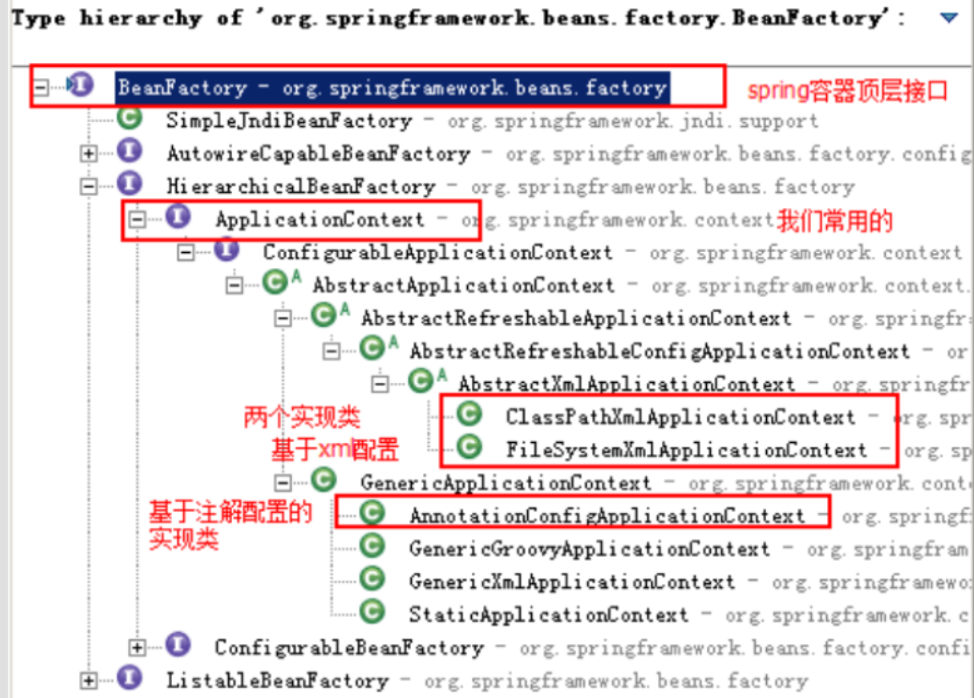 Type hierarchy of 'org.springframework.beans.factory.BeanFactory':
BeanFactory - org.springframework.beans.factory
spring容器顶层接口
SimpleJndiBeanFactory - org.springframework.jndi.support
AutowireCapableBeanFactory - org.springframework.beans.factory.config
HierarchicalBeanFactory - org.springframework.beans.factory
ApplicationContext - org.springframework.context
我们常用的
ConfigurableApplicationContext - org.springframework.context
AbstractApplicationContext - org.springframework.context.
AbstractRefreshableApplicationContext - org.springfr
AbstractRefreshableConfigApplicationContext - or
AbstractXmlApplicationContext - org.springfr
两个实现类
基于xml配置
ClassPathXmlApplicationContext - org.spr
FileSystemXmlApplicationContext - org.sp
GenericApplicationContext - org.springframework.cont
基于注解配置的
实现类
AnnotationConfigApplicationContext - org.springf
GenericGroovyApplicationContext - org.springfram
GenericXmlApplicationContext - org.springframewo
StaticApplicationContext - org.springframework.c
ConfigurableBeanFactory - org.springframework.beans.factory.confi
ListableBeanFactory - org.springframework.beans.factory